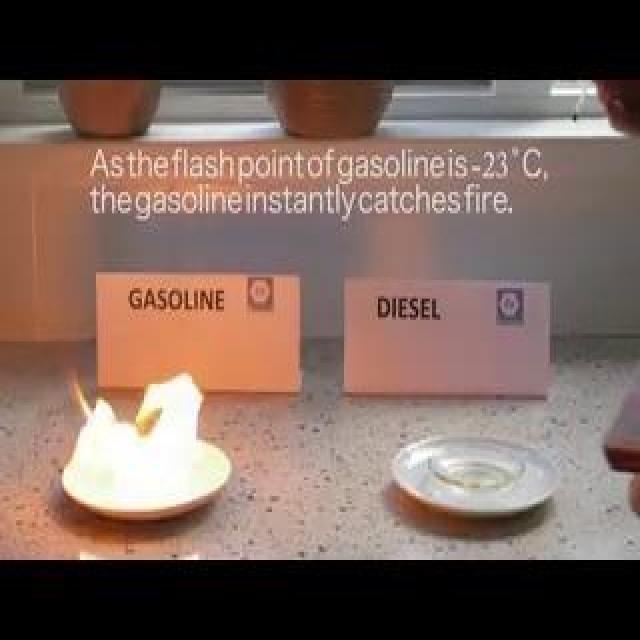 As the flash point of gasoline is -23°C,
the gasoline instantly catches fire.
GASOLINE
DIESEL